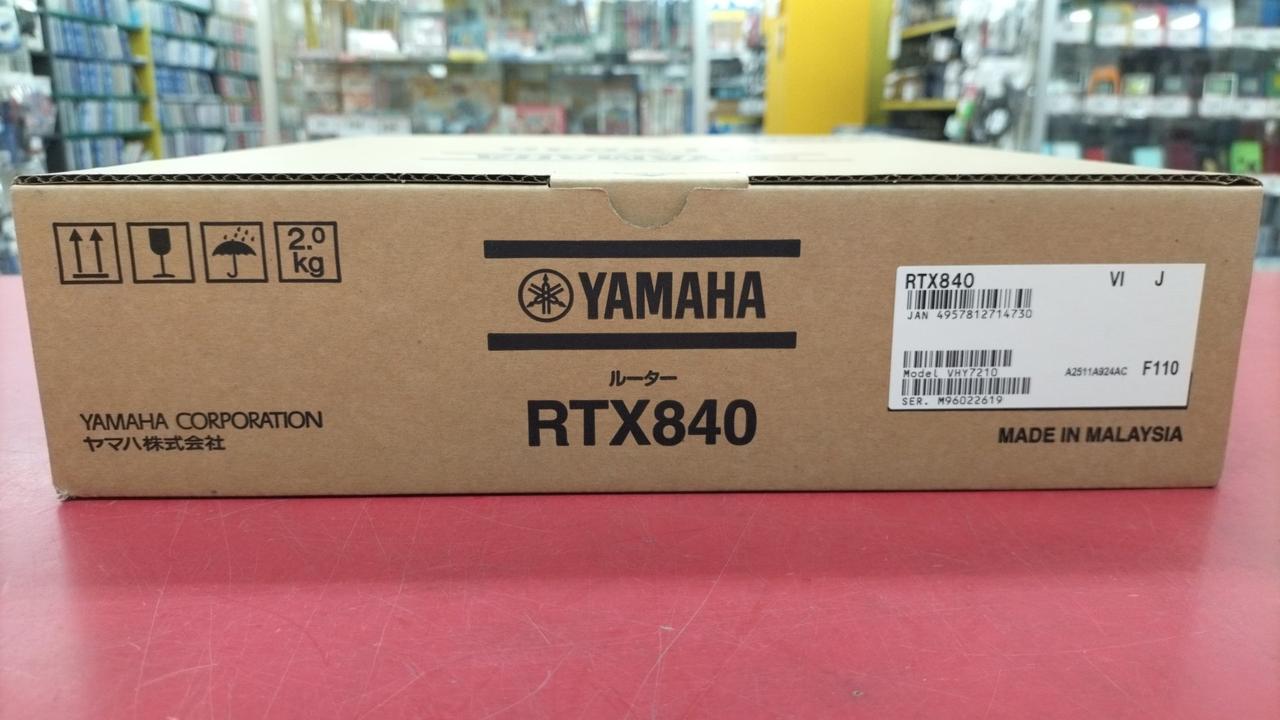 YAMAHA
2.0
kg
YAMAHA
ルーター
RTX840
YAMAHA CORPORATION
ヤマハ株式会社
RTX840 VI J
JAN 4957812714730
Model VHY7210 A2511A924AC F110
SER. M96022619
MADE IN MALAYSIA